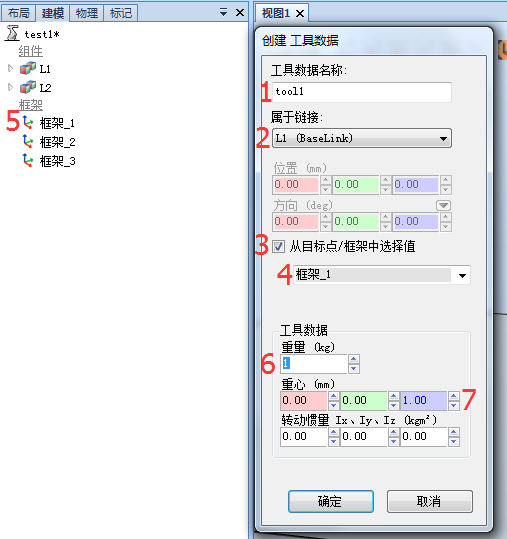 布局 建模 物理 标记
test1*
组件
L1
L2
框架
5 框架_1
框架_2
框架_3
视图1
创建 工具数据
工具数据名称:
1 tool1
属于链接:
2 L1 (BaseLink)
位置 (mm)
0.00 0.00 0.00
方向 (deg)
0.00 0.00 0.00
3 从目标点/框架中选择值
4 框架_1
工具数据
重量 (kg)
6 1
重心 (mm)
0.00 0.00 1.00 7
转动惯量 Ix、Iy、Iz (kgm²)
0.00 0.00 0.00
确定 取消